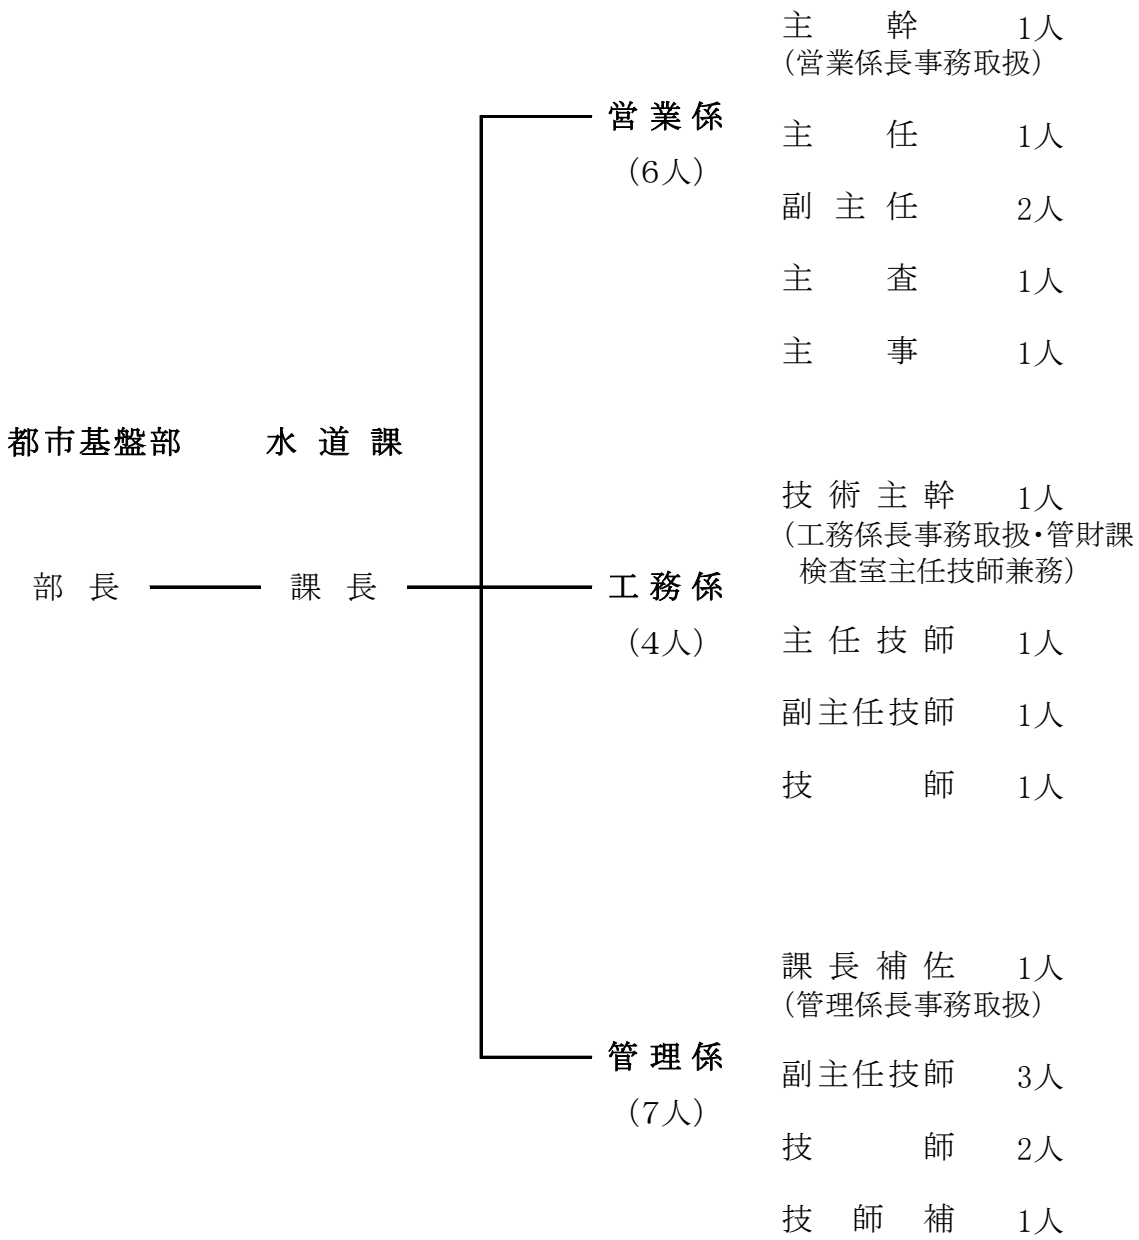 都市基盤部 水道課
部長 課長
営業係
(6人)
主幹 1人
(営業係長事務取扱)
主任 1人
副主任 2人
主査 1人
主事 1人
工務係
(4人)
技術主幹 1人
(工務係長事務取扱・管財課
検査室主任技師兼務)
主任技師 1人
副主任技師 1人
技師 1人
管理係
(7人)
課長補佐 1人
(管理係長事務取扱)
副主任技師 3人
技師 2人
技師補 1人